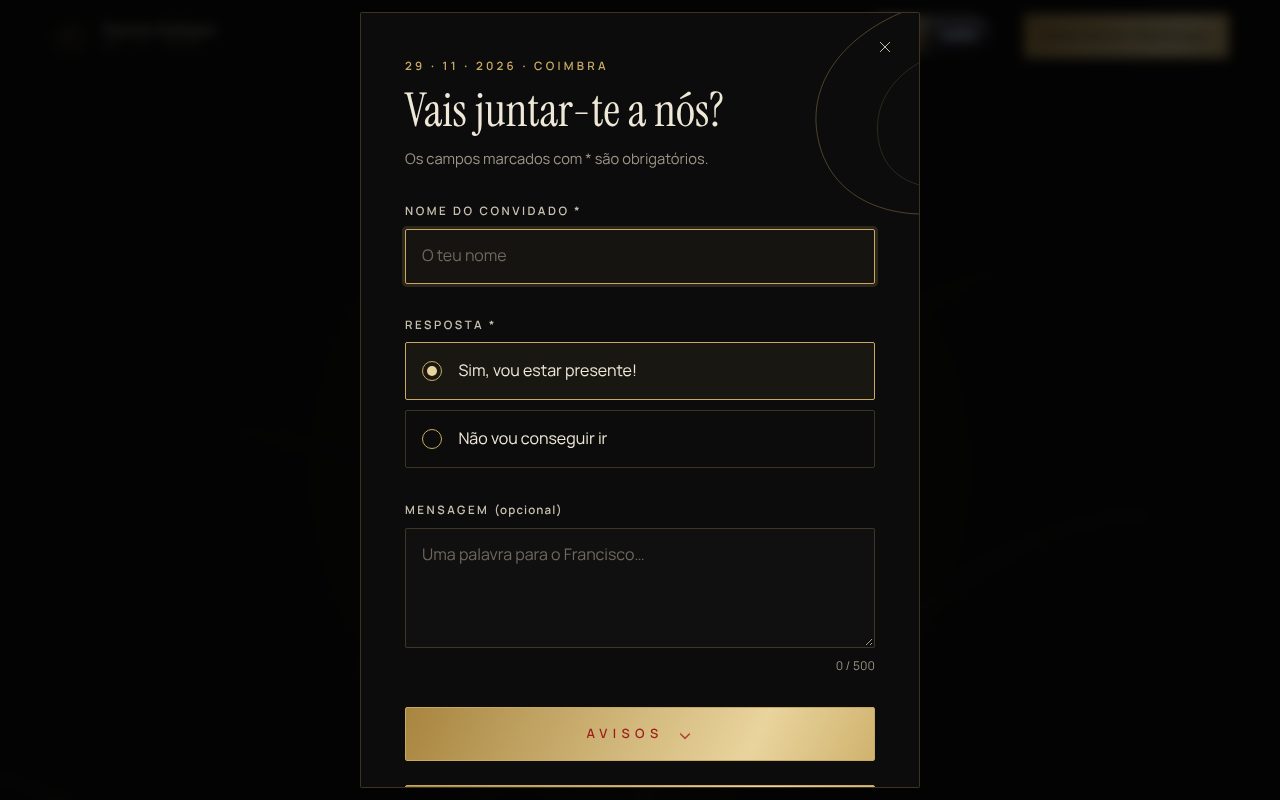 29 · 11 · 2026 · COIMBRA
Vais juntar-te a nós?
Os campos marcados com * são obrigatórios.
NOME DO CONVIDADO *
O teu nome
RESPOSTA *
Sim, vou estar presente!
Não vou conseguir ir
MENSAGEM (opcional)
Uma palavra para o Francisco…
0 / 500
AVISOS